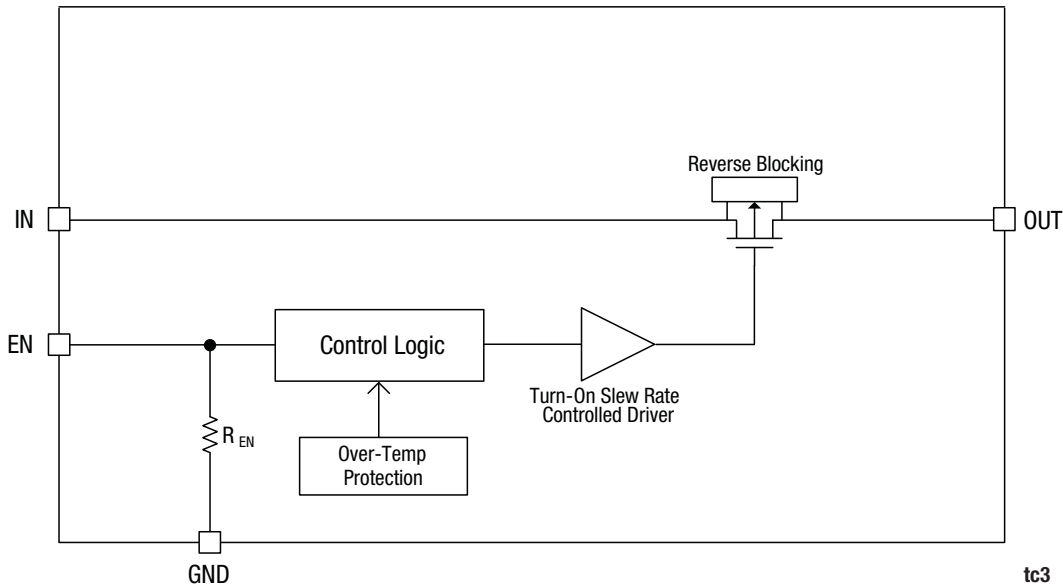 Reverse Blocking
IN
OUT
EN
Control Logic
Turn-On Slew Rate
Controlled Driver
R EN
Over-Temp
Protection
GND
tc3